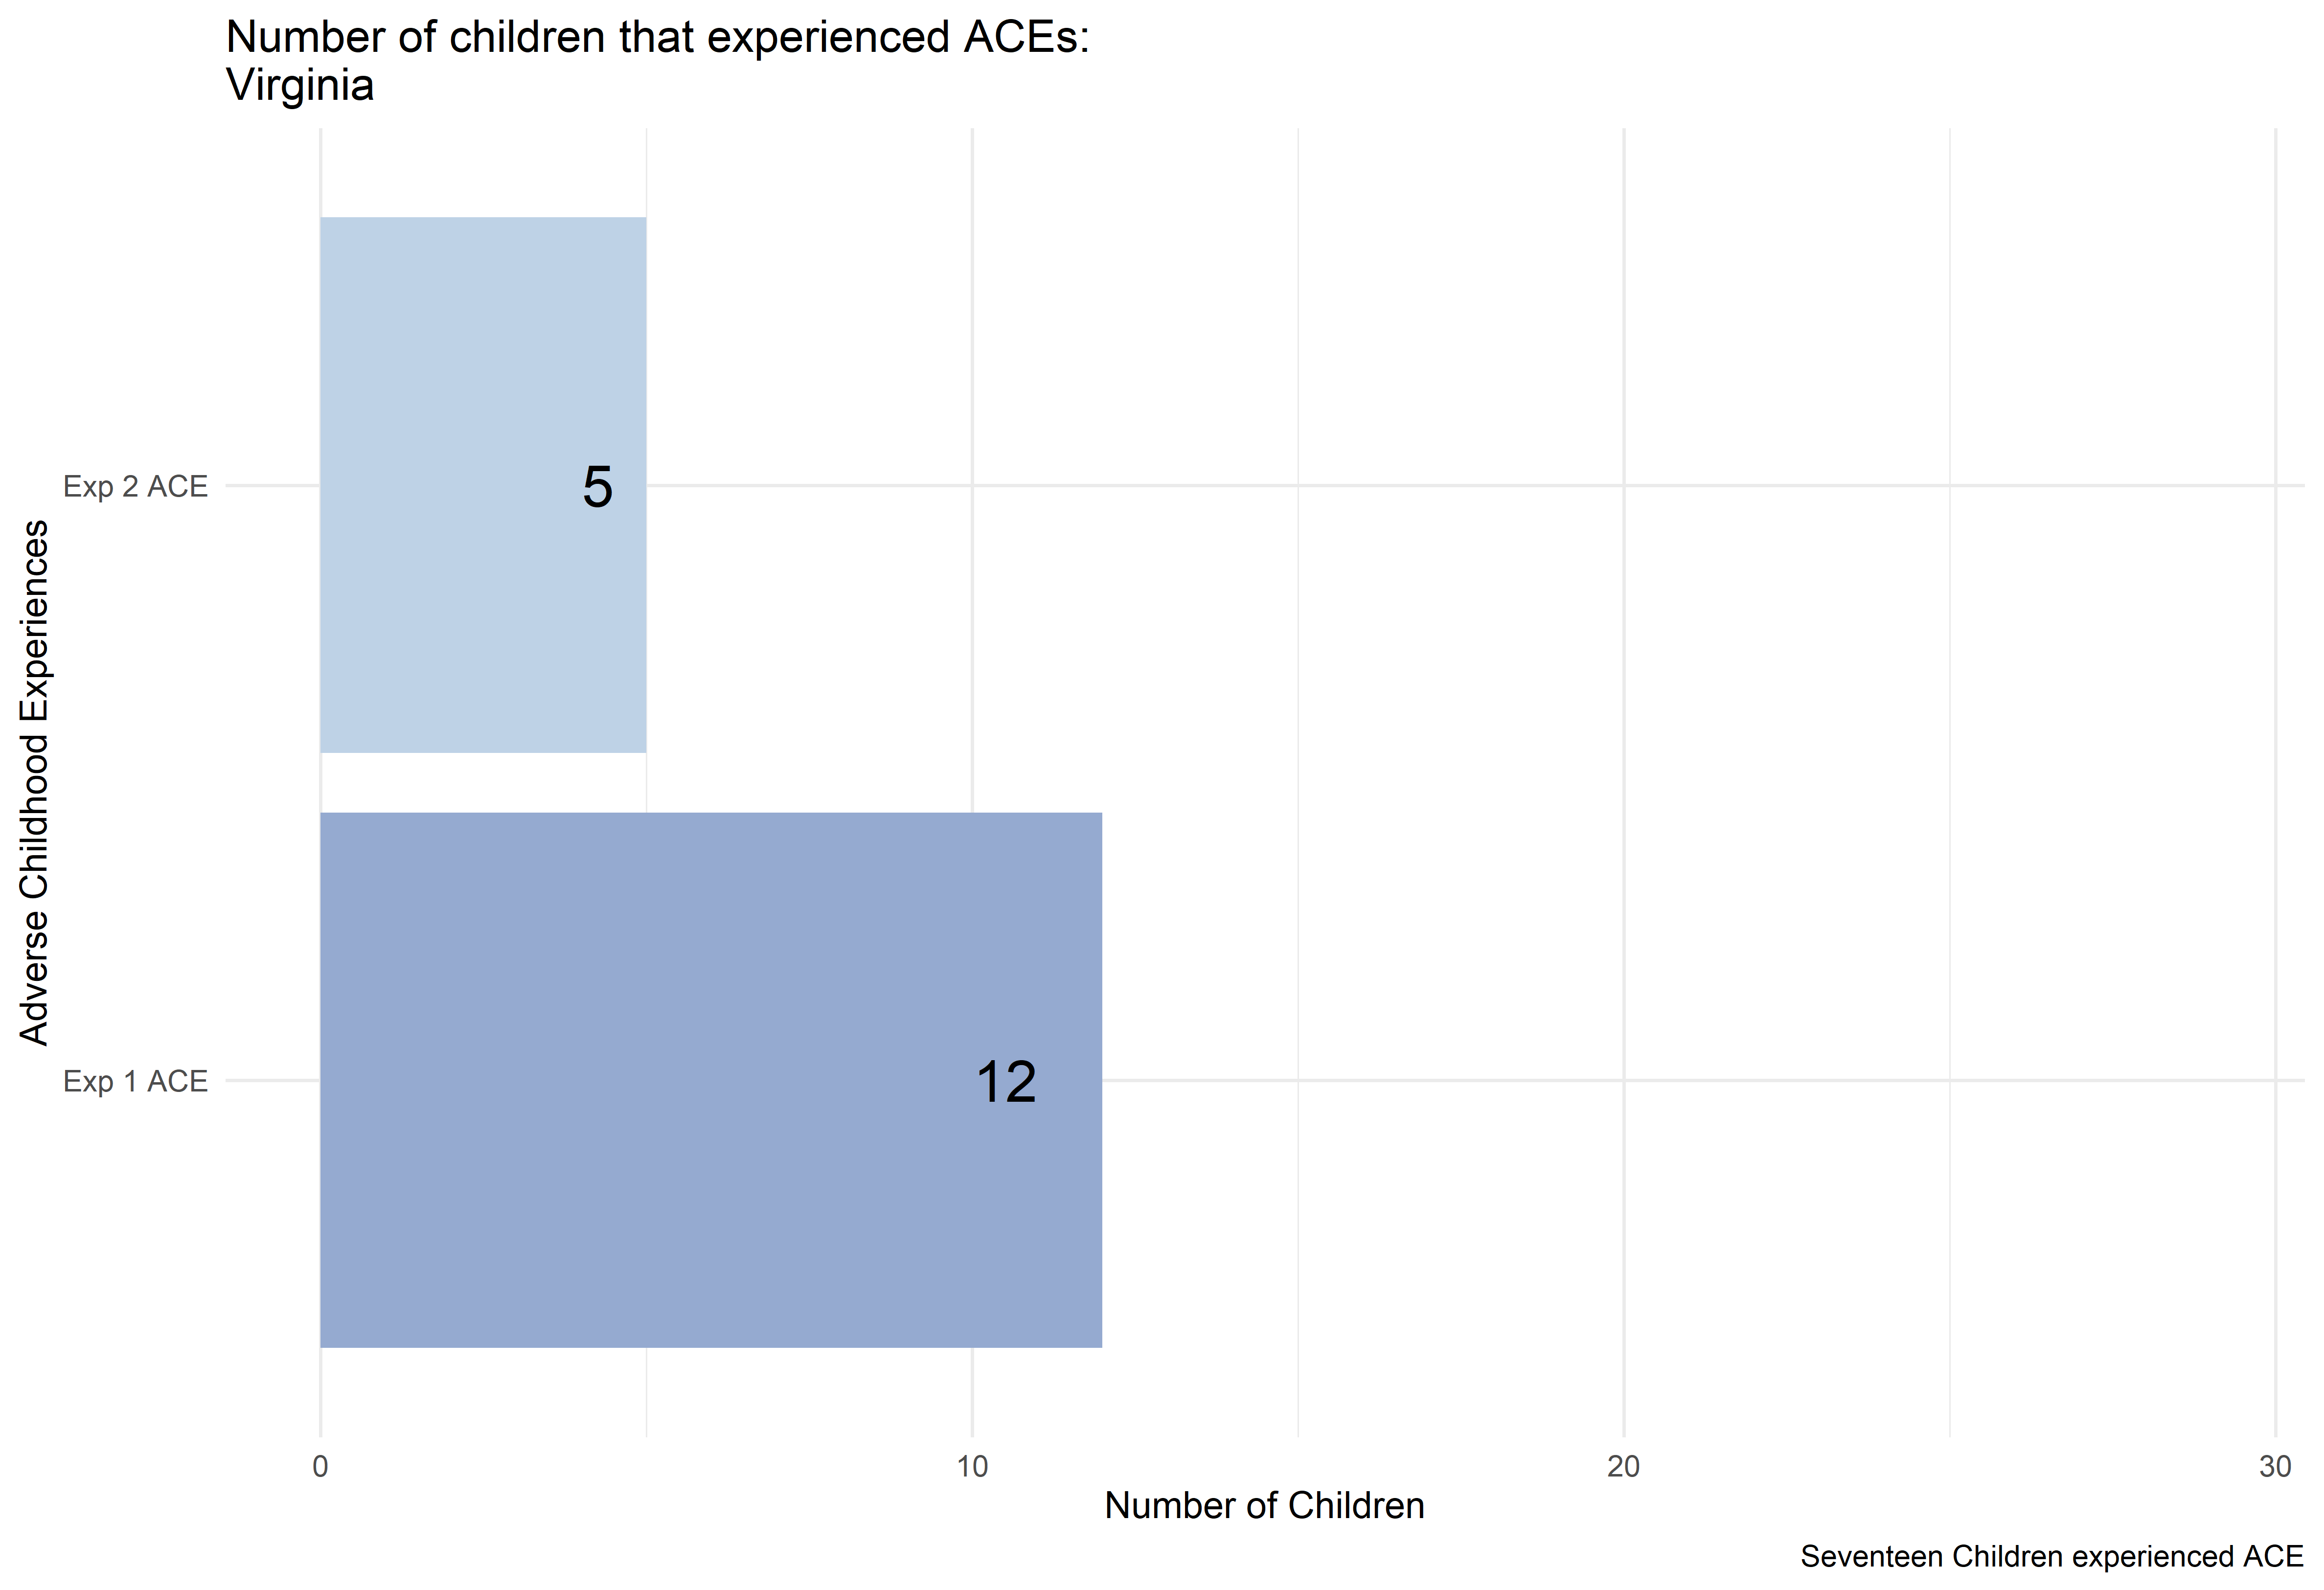 Number of children that experienced ACEs:
Virginia
Adverse Childhood Experiences
Exp 2 ACE
5
Exp 1 ACE
12
0
10
20
30
Number of Children
Seventeen Children experienced ACE